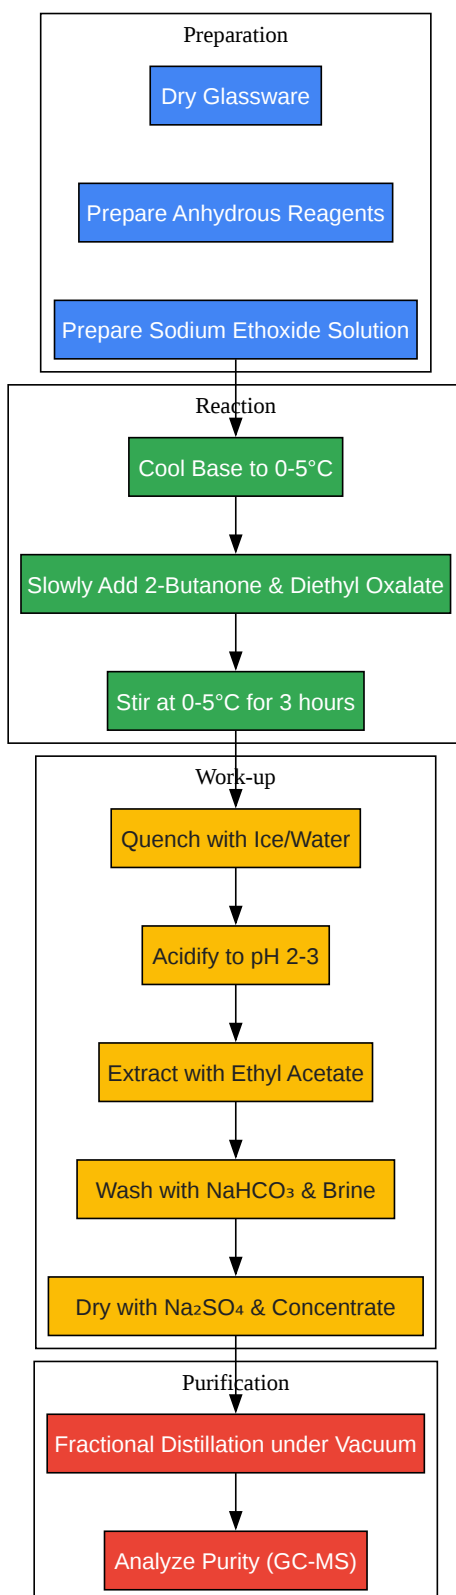 Preparation
Dry Glassware
Prepare Anhydrous Reagents
Prepare Sodium Ethoxide Solution
Reaction
Cool Base to 0-5°C
Slowly Add 2-Butanone & Diethyl Oxalate
Stir at 0-5°C for 3 hours
Work-up
Quench with Ice/Water
Acidify to pH 2-3
Extract with Ethyl Acetate
Wash with NaHCO₃ & Brine
Dry with Na₂SO₄ & Concentrate
Purification
Fractional Distillation under Vacuum
Analyze Purity (GC-MS)